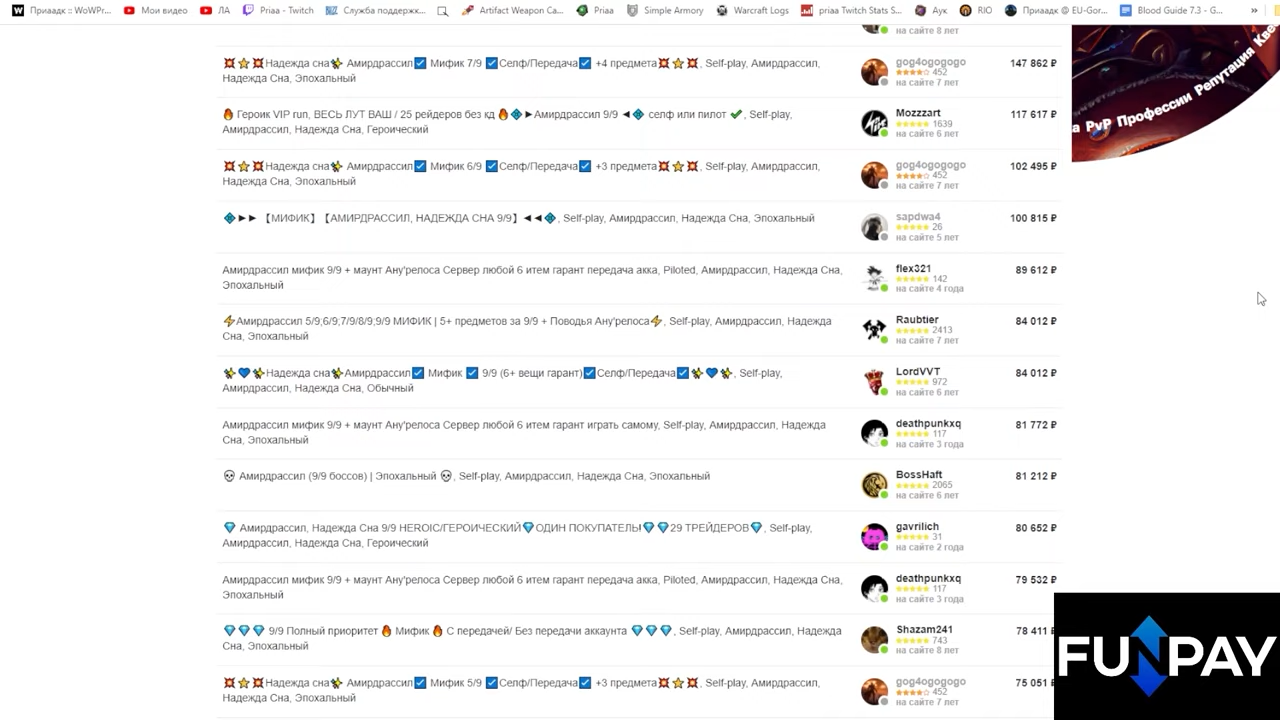 Приаадк :: WoWPr...
Мои видео
ЛА
Priaa - Twitch
Служба поддержк...
Artifact Weapon Ca...
Priaa
Simple Armory
Warcraft Logs
priaa Twitch Stats S...
Аук
RIO
Приаадк @ EU-Gor...
Blood Guide 7.3 - G...
»
на сайте 8 лет
💥⭐💥Надежда сна✨ Амирдрассил☑ Мифик 7/9 ☑Селф/Передача☑ +4 предмета💥⭐💥, Self-play, Амирдрассил,
Надежда Сна, Эпохальный
gog4ogogogo
452
на сайте 7 лет
147 862 ₽
🔥 Героик VIP run, ВЕСЬ ЛУТ ВАШ / 25 рейдеров без кд 🔥💠►Амирдрассил 9/9 ◄💠 селф или пилот ✔, Self-play,
Амирдрассил, Надежда Сна, Героический
Mozzzart
1639
на сайте 6 лет
117 617 ₽
💥⭐💥Надежда сна✨ Амирдрассил☑ Мифик 6/9 ☑Селф/Передача☑ +3 предмета💥⭐💥, Self-play, Амирдрассил,
Надежда Сна, Эпохальный
gog4ogogogo
452
на сайте 7 лет
102 495 ₽
💠►► 【МИФИК】【АМИРДРАССИЛ, НАДЕЖДА СНА 9/9】◄◄💠, Self-play, Амирдрассил, Надежда Сна, Эпохальный
sapdwa4
26
на сайте 5 лет
100 815 ₽
Амирдрассил мифик 9/9 + маунт Ану'релоса Сервер любой 6 итем гарант передача акка, Piloted, Амирдрассил, Надежда Сна,
Эпохальный
flex321
142
на сайте 4 года
89 612 ₽
⚡Амирдрассил 5/9;6/9;7/9/8/9;9/9 МИФИК | 5+ предметов за 9/9 + Поводья Ану'релоса⚡, Self-play, Амирдрассил, Надежда
Сна, Эпохальный
Raubtier
2413
на сайте 7 лет
84 012 ₽
✨💙✨Надежда сна✨Амирдрассил☑ Мифик ☑ 9/9 (6+ вещи гарант)☑Селф/Передача☑✨💙✨, Self-play,
Амирдрассил, Надежда Сна, Обычный
LordVVT
972
на сайте 6 лет
84 012 ₽
Амирдрассил мифик 9/9 + маунт Ану'релоса Сервер любой 6 итем гарант играть самому, Self-play, Амирдрассил, Надежда
Сна, Эпохальный
deathpunkxq
117
на сайте 3 года
81 772 ₽
💀 Амирдрассил (9/9 боссов) | Эпохальный 💀, Self-play, Амирдрассил, Надежда Сна, Эпохальный
BossHaft
2065
на сайте 6 лет
81 212 ₽
💎 Амирдрассил, Надежда Сна 9/9 HEROIC/ГЕРОИЧЕСКИЙ💎ОДИН ПОКУПАТЕЛЬ!💎💎29 ТРЕЙДЕРОВ💎, Self-play,
Амирдрассил, Надежда Сна, Героический
gavrilich
31
на сайте 2 года
80 652 ₽
Амирдрассил мифик 9/9 + маунт Ану'релоса Сервер любой 6 итем гарант передача акка, Piloted, Амирдрассил, Надежда Сна,
Эпохальный
deathpunkxq
117
на сайте 3 года
79 532 ₽
💎💎💎 9/9 Полный приоритет 🔥 Мифик 🔥 С передачей/ Без передачи аккаунта 💎💎💎, Self-play, Амирдрассил, Надежда
Сна, Эпохальный
Shazam241
743
на сайте 8 лет
78 411 ₽
💥⭐💥Надежда сна✨ Амирдрассил☑ Мифик 5/9 ☑Селф/Передача☑ +3 предмета💥⭐💥, Self-play, Амирдрассил,
Надежда Сна, Эпохальный
gog4ogogogo
452
на сайте 7 лет
75 051 ₽
а PvP Профессии Репутация Кве
FUNPAY